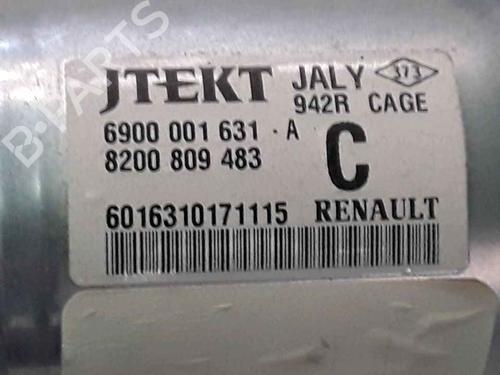 JTEKT JALY 373
942R CAGE
6900 001 631 - A
8200 809 483 C
6016310171115 RENAULT
B-PARTS